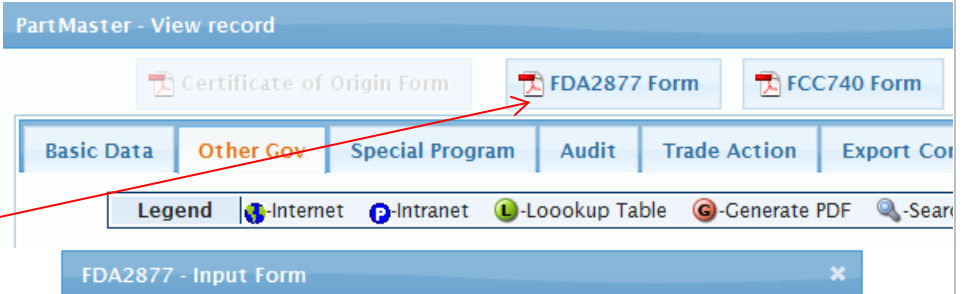 PartMaster - View record
Certificate of Origin Form FDA2877 Form FCC740 Form
Basic Data Other Gov Special Program Audit Trade Action Export Cor
Legend -Internet P-Intranet L-Loookup Table G-Generate PDF -Sear
FDA2877 - Input Form